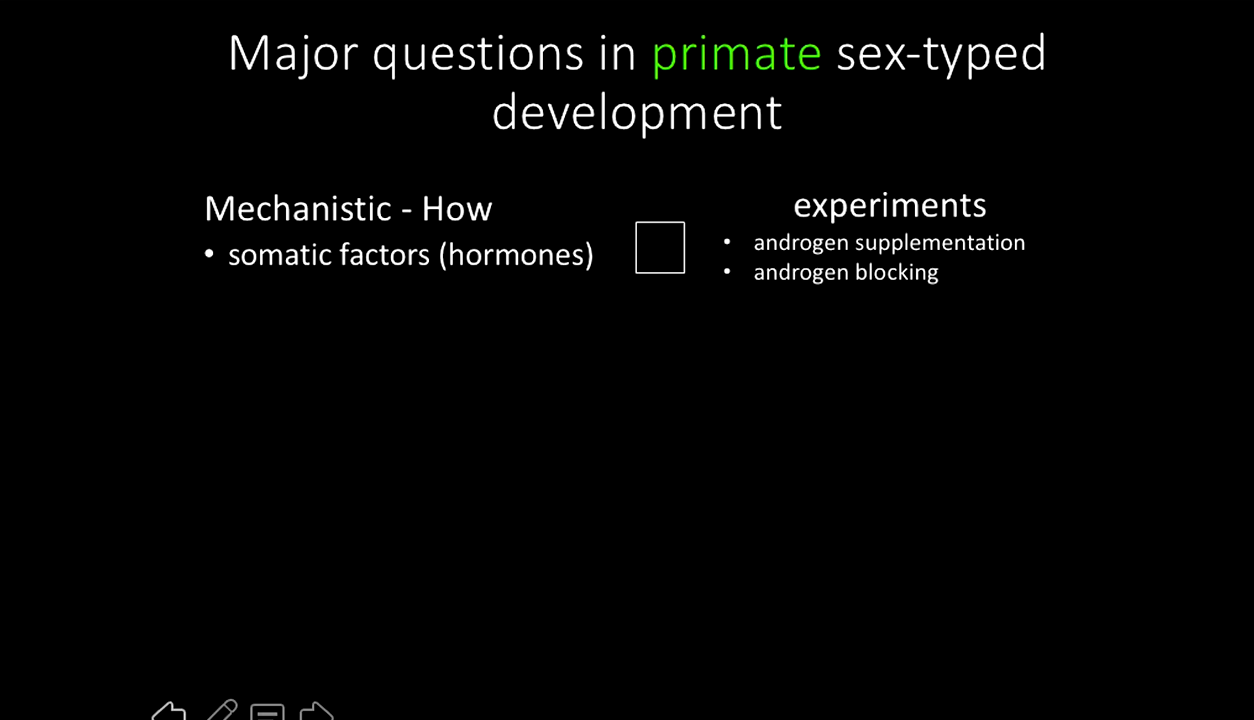 Major questions in primate sex-typed
development
Mechanistic - How
• somatic factors (hormones)
experiments
• androgen supplementation
• androgen blocking